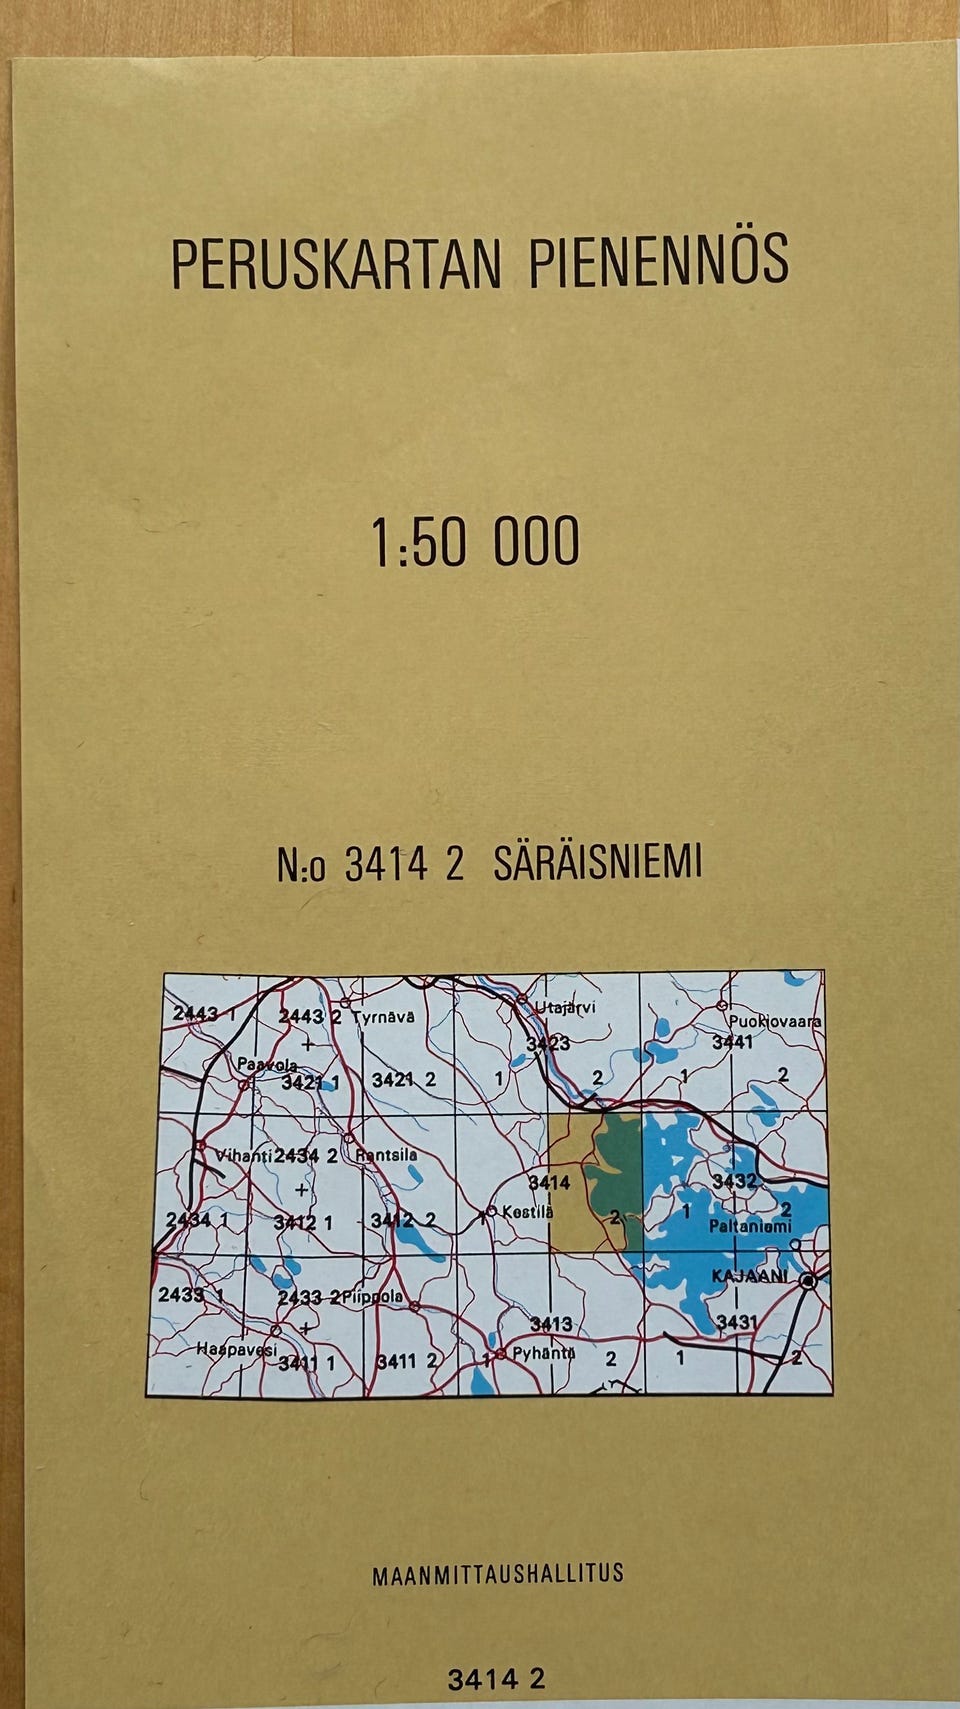 PERUSKARTAN PIENENNÖS
1:50 000
N:o 3414 2 SÄRÄISNIEMI
2443 1
2443 2
Tyrnävä
Utajärvi
Puokiovaara
3423
3441
Paavola
3421 1
3421 2
1
2
1
2
Vihanti
2434 2
Rantsila
3414
3432
2434 1
3412 1
3412 2
1
Kestilä
2
1
2
Paltaniemi
KAJAANI
2433 1
2433 2
Piippola
3413
3431
Haapavesi
3411 1
3411 2
1
Pyhäntä
2
1
2
MAANMITTAUSHALLITUS
3414 2